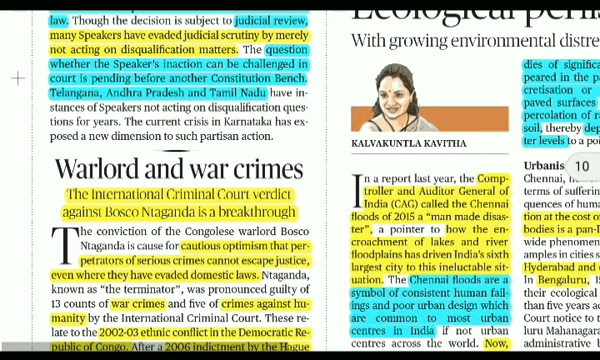 law. Though the decision is subject to judicial review,
many Speakers have evaded judicial scrutiny by merely
not acting on disqualification matters. The question
whether the Speaker's inaction can be challenged in
court is pending before another Constitution Bench.
Telangana, Andhra Pradesh and Tamil Nadu have in-
stances of Speakers not acting on disqualification ques-
tions for years. The current crisis in Karnataka has ex-
posed a new dimension to such partisan action.
Warlord and war crimes
The International Criminal Court verdict
against Bosco Ntaganda is a breakthrough
The conviction of the Congolese warlord Bosco
Ntaganda is cause for cautious optimism that per-
petrators of serious crimes cannot escape justice,
even where they have evaded domestic laws. Ntaganda,
known as "the terminator", was pronounced guilty of
13 counts of war crimes and five of crimes against hu-
manity by the International Criminal Court. These re-
late to the 2002-03 ethnic conflict in the Democratic Re-
public of Congo. After a 2006 indictment by the Hague
Ecological
With growing environmental distre
KALVAKUNTLA KAVITHA
In a report last year, the Comp-
troller and Auditor General of
India (CAG) called the Chennai
floods of 2015 a "man made disas-
ter", a pointer to how the en-
croachment of lakes and river
floodplains has driven India's sixth
largest city to this ineluctable sit-
uation. The Chennai floods are a
symbol of consistent human fail-
ings and poor urban design which
are common to most urban
centres in India if not urban
centres across the world. Now,
dies of significa
peared in the pa
cretisation or
paved surfaces
percolation of ra
soil, thereby dep
ter levels to a poi
Urbanis
10
Chennai,
terms of sufferin
quences of huma
tion at the cost of
bodies is a pan-I
wide phenomen
amples in cities s
Hyderabad and
In Bengaluru, 15
their ecological
than five years ac
Court notice to t
luru Mahanagara
administrative b